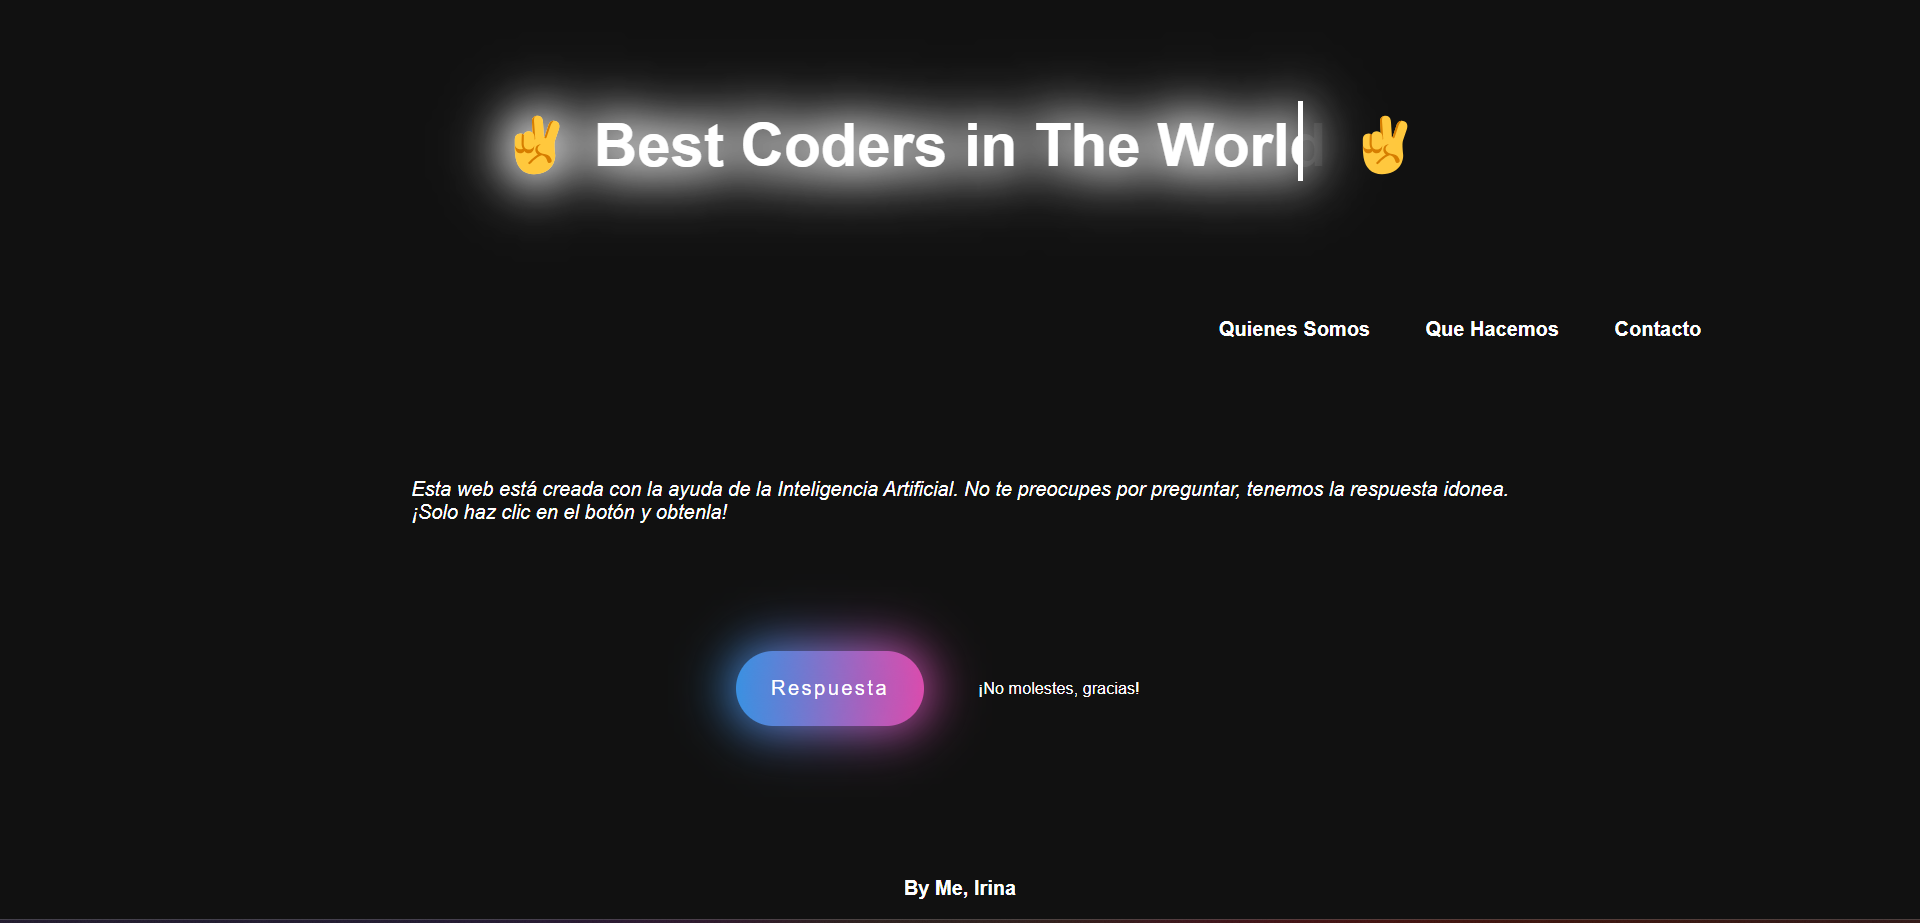 ✌ Best Coders in The World ✌
Quienes Somos Que Hacemos Contacto
Esta web está creada con la ayuda de la Inteligencia Artificial. No te preocupes por preguntar, tenemos la respuesta idonea.
¡Solo haz clic en el botón y obtenla!
Respuesta ¡No molestes, gracias!
By Me, Irina